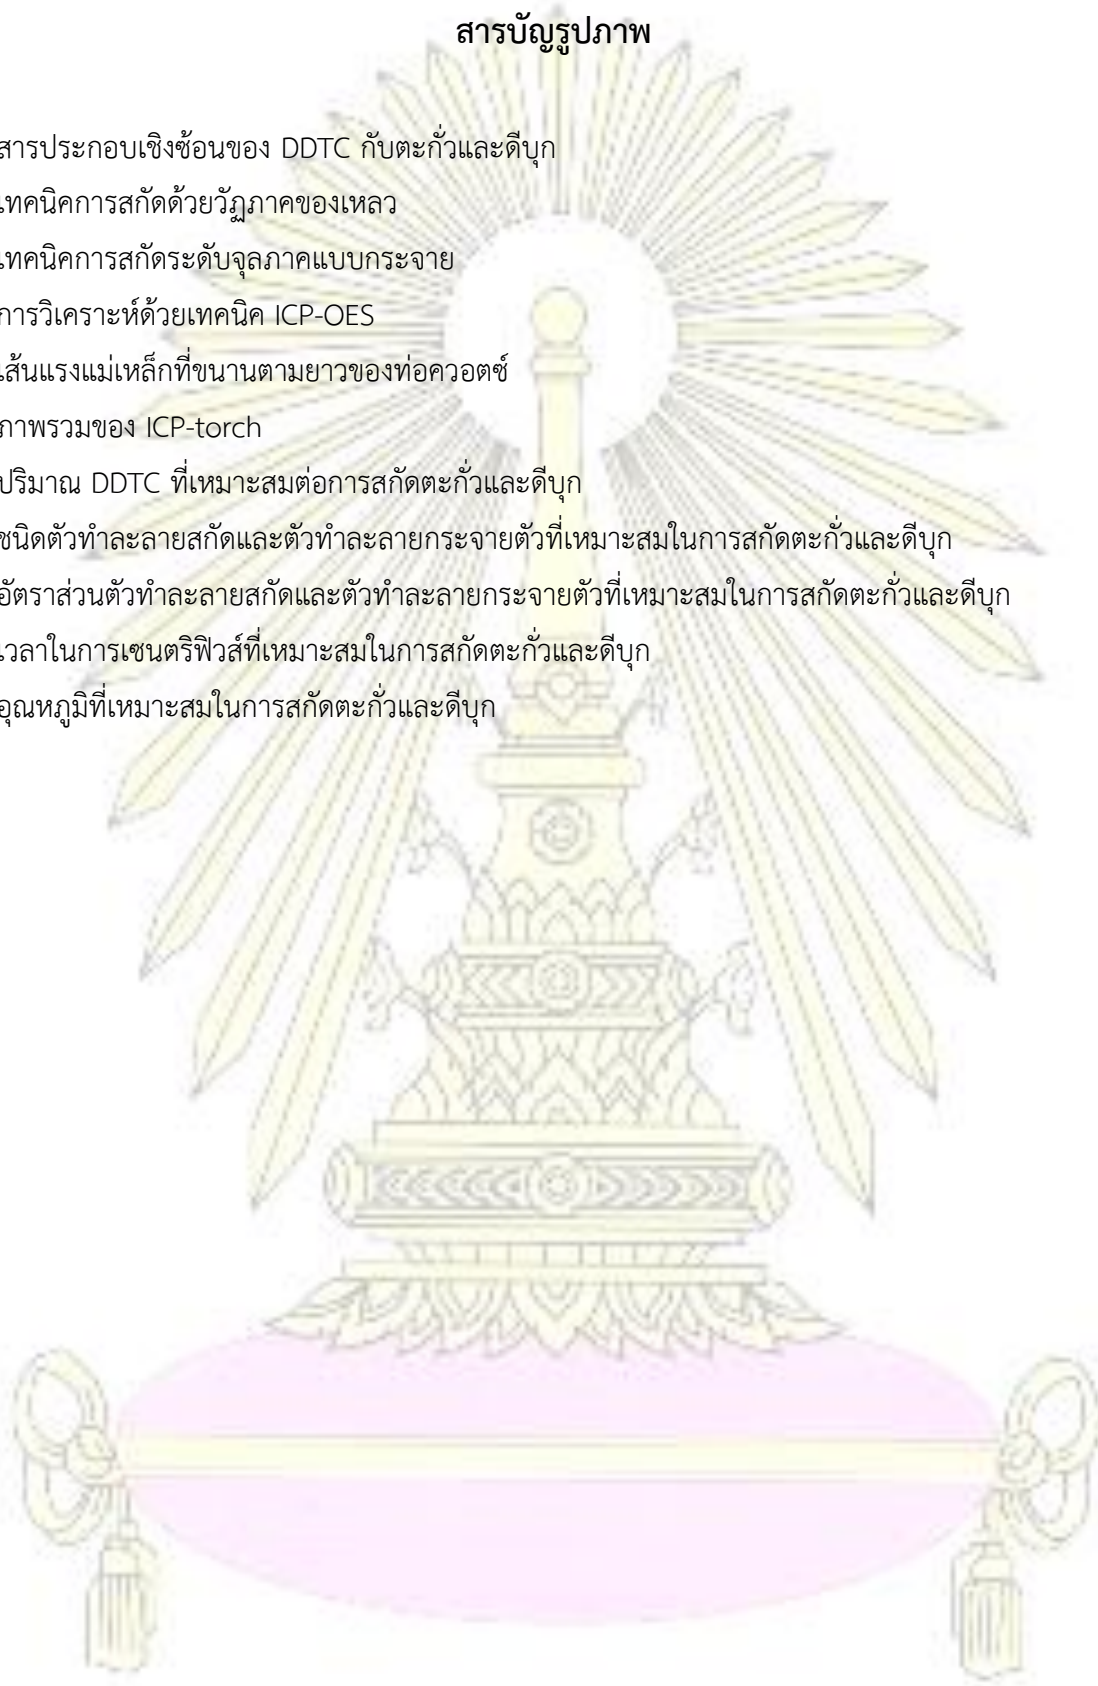 สารบัญรูปภาพ
สารประกอบเชิงซ้อนของ DDTC กับตะกั่วและดีบุก
เทคนิคการสกัดด้วยวัฏภาคของเหลว
เทคนิคการสกัดระดับจุลภาคแบบกระจาย
การวิเคราะห์ด้วยเทคนิค ICP-OES
เส้นแรงแม่เหล็กที่ขนานตามยาวของท่อควอตซ์
ภาพรวมของ ICP-torch
ปริมาณ DDTC ที่เหมาะสมต่อการสกัดตะกั่วและดีบุก
ชนิดตัวทำละลายสกัดและตัวทำละลายกระจายตัวที่เหมาะสมในการสกัดตะกั่วและดีบุก
อัตราส่วนตัวทำละลายสกัดและตัวทำละลายกระจายตัวที่เหมาะสมในการสกัดตะกั่วและดีบุก
เวลาในการเซนตริฟิวส์ที่เหมาะสมในการสกัดตะกั่วและดีบุก
อุณหภูมิที่เหมาะสมในการสกัดตะกั่วและดีบุก